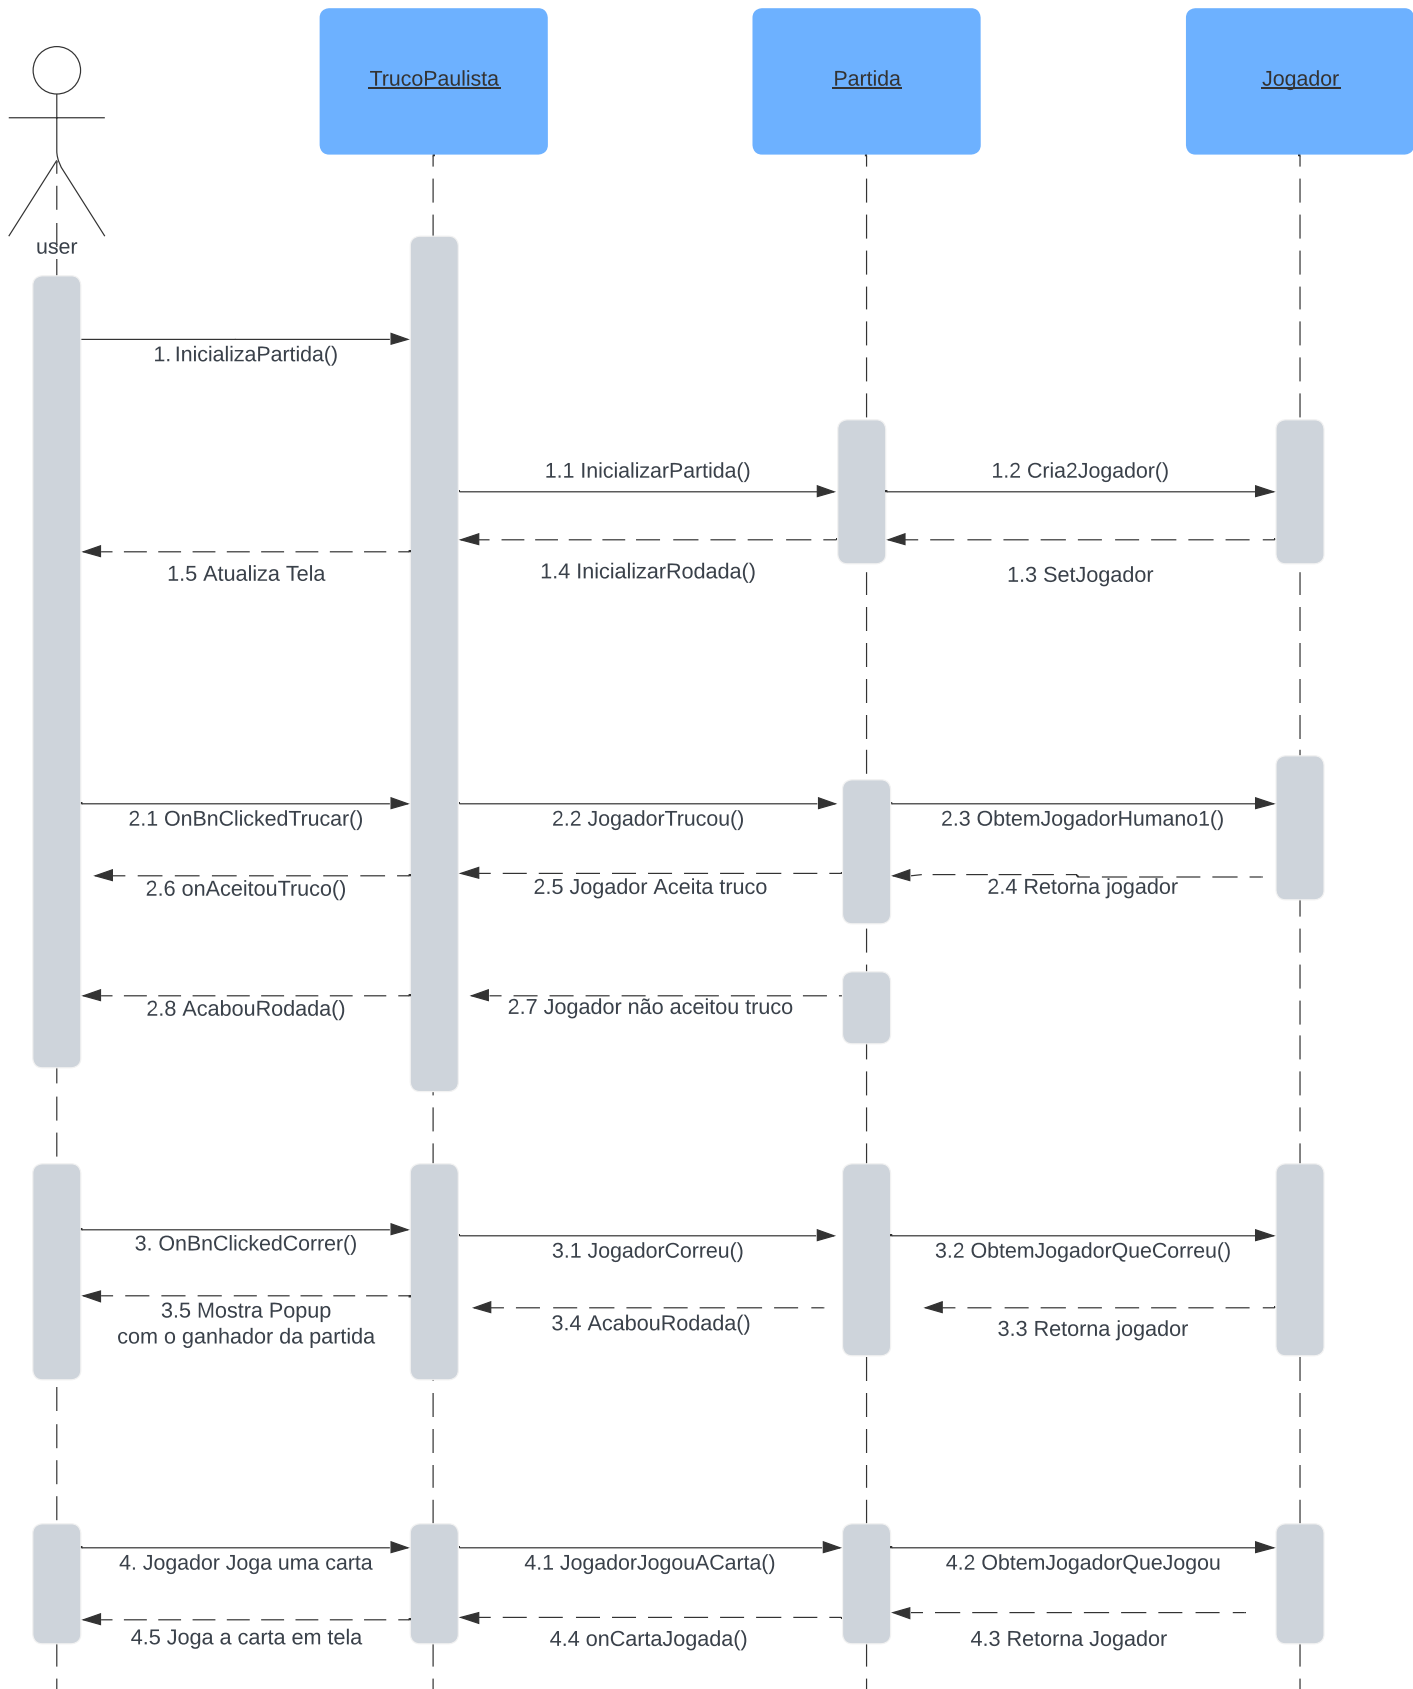 TrucoPaulista
Partida
Jogador
user
1. InicializaPartida()
1.1 InicializarPartida()
1.2 Cria2Jogador()
1.5 Atualiza Tela
1.4 InicializarRodada()
1.3 SetJogador
2.1 OnBnClickedTrucar()
2.2 JogadorTrucou()
2.3 ObtemJogadorHumano1()
2.6 onAceitouTruco()
2.5 Jogador Aceita truco
2.4 Retorna jogador
2.8 AcabouRodada()
2.7 Jogador não aceitou truco
3. OnBnClickedCorrer()
3.1 JogadorCorreu()
3.2 ObtemJogadorQueCorreu()
3.5 Mostra Popup
com o ganhador da partida
3.4 AcabouRodada()
3.3 Retorna jogador
4. Jogador Joga uma carta
4.1 JogadorJogouACarta()
4.2 ObtemJogadorQueJogou
4.5 Joga a carta em tela
4.4 onCartaJogada()
4.3 Retorna Jogador